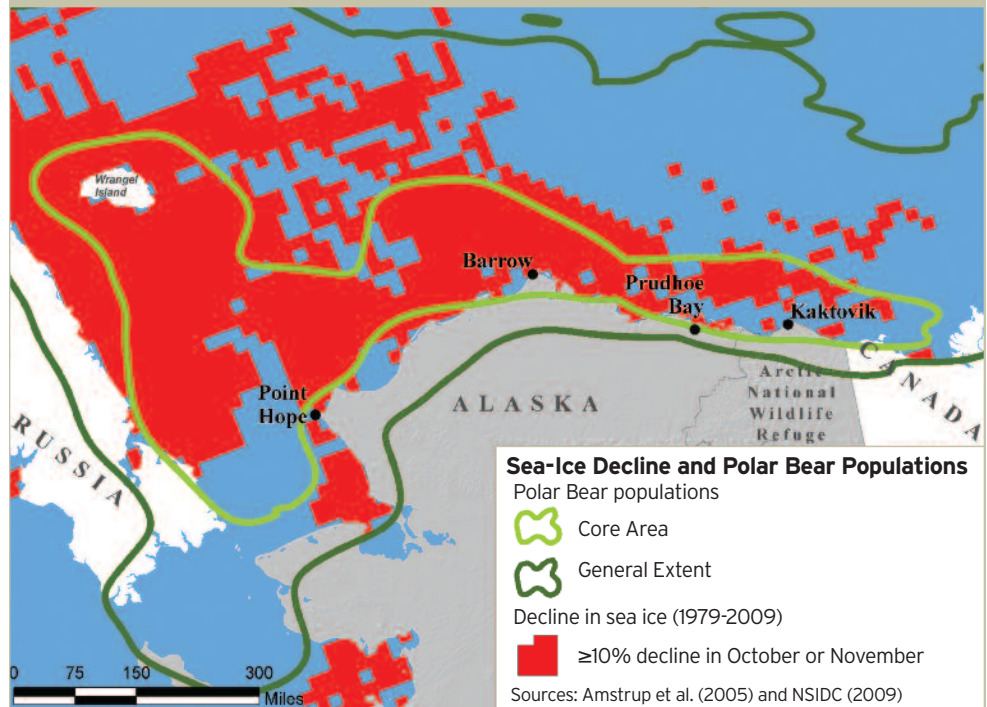 Wrangel
Island
Barrow
Prudhoe
Bay
Kaktovik
Point
Hope
ALASKA
Arctic
National
Wildlife
Refuge
CANADA
RUSSIA
Sea-Ice Decline and Polar Bear Populations
Polar Bear populations
Core Area
General Extent
Decline in sea ice (1979-2009)
≥10% decline in October or November
Sources: Amstrup et al. (2005) and NSIDC (2009)
0 75 150 300
Miles